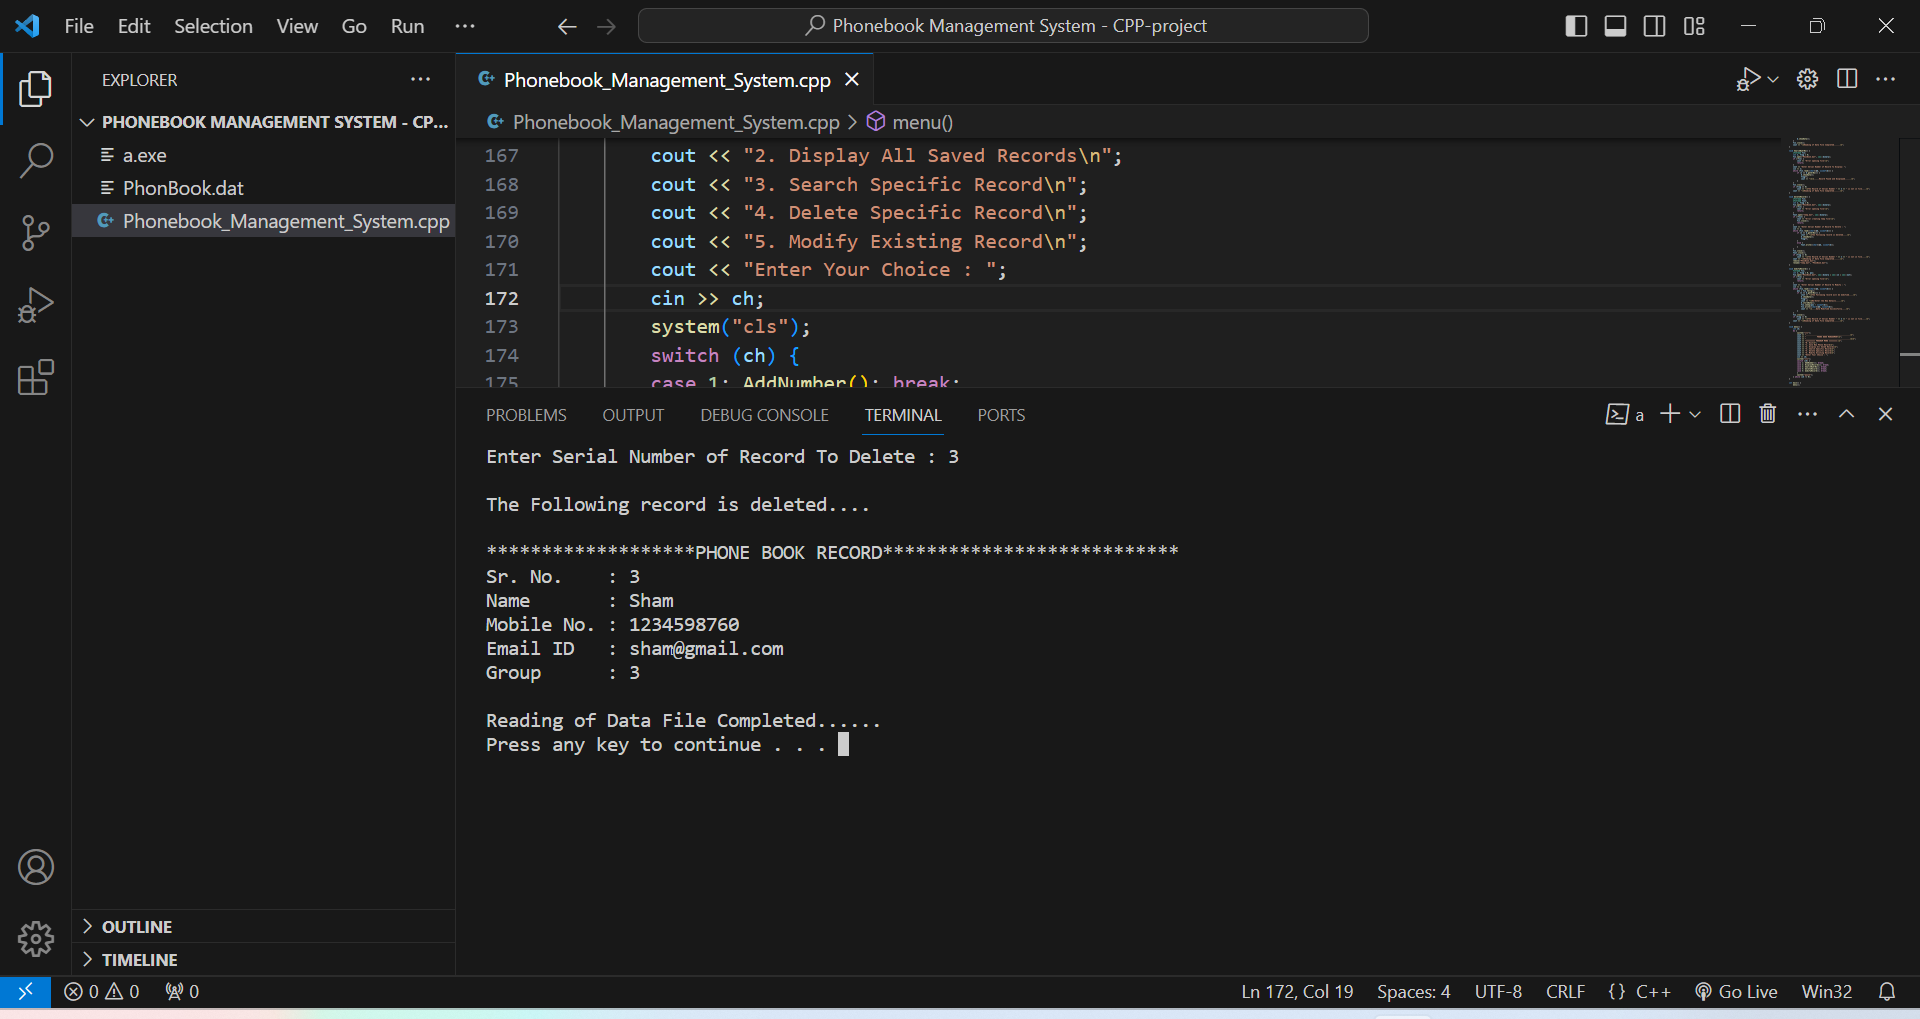 File Edit Selection View Go Run ···
Phonebook Management System - CPP-project
EXPLORER
PHONEBOOK MANAGEMENT SYSTEM - CP...
a.exe
PhonBook.dat
Phonebook_Management_System.cpp
OUTLINE
TIMELINE
Phonebook_Management_System.cpp
Phonebook_Management_System.cpp > menu()
167 cout << "2. Display All Saved Records\n";
168 cout << "3. Search Specific Record\n";
169 cout << "4. Delete Specific Record\n";
170 cout << "5. Modify Existing Record\n";
171 cout << "Enter Your Choice : ";
172 cin >> ch;
173 system("cls");
174 switch (ch) {
175 case 1: AddNumber(); break;
PROBLEMS OUTPUT DEBUG CONSOLE TERMINAL PORTS
a
Enter Serial Number of Record To Delete : 3
The Following record is deleted....
*******************PHONE BOOK RECORD***************************
Sr. No. : 3
Name : Sham
Mobile No. : 1234598760
Email ID : sham@gmail.com
Group : 3
Reading of Data File Completed......
Press any key to continue . . .
0 0 0
Ln 172, Col 19 Spaces: 4 UTF-8 CRLF {} C++ Go Live Win32